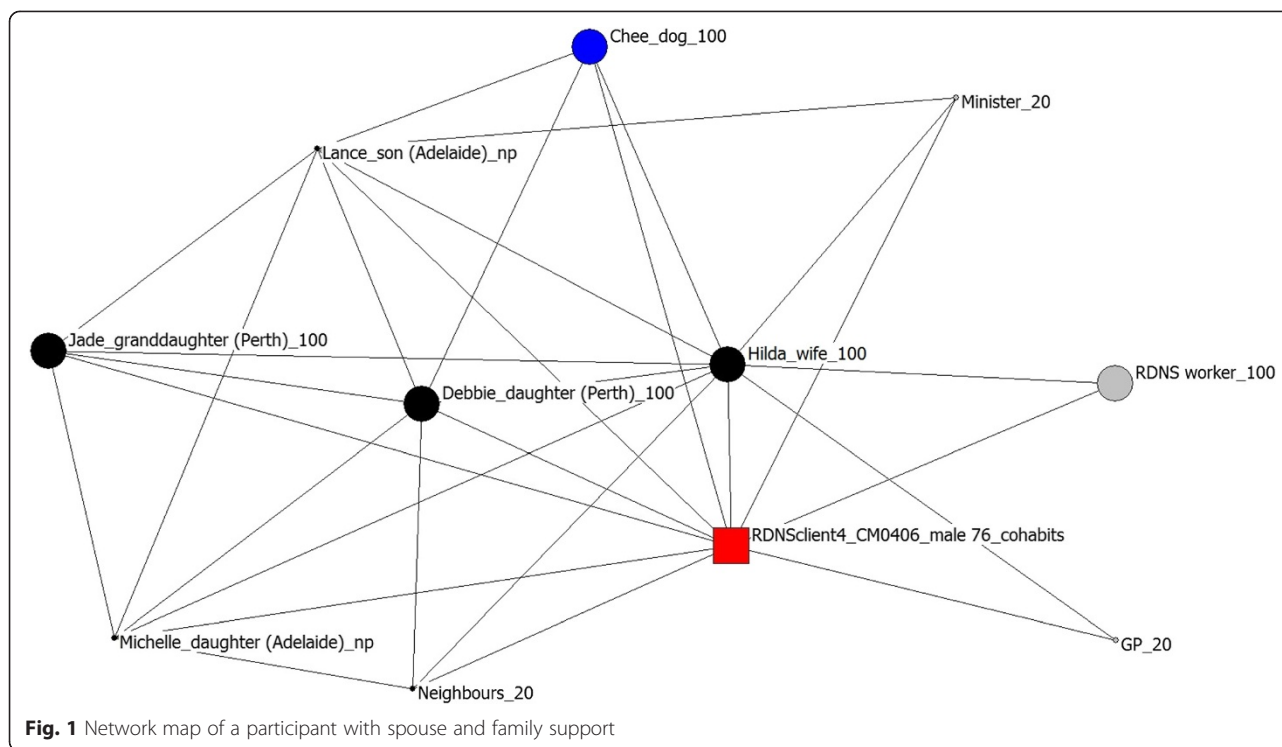 Chee_dog_100
Minister_20
Lance_son (Adelaide)_np
Jade_granddaughter (Perth)_100
Hilda_wife_100
RDNS worker_100
Debbie_daughter (Perth)_100
RDNSclient4_CM0406_male 76_cohabits
Michelle_daughter (Adelaide)_np
GP_20
Neighbours_20
Fig. 1 Network map of a participant with spouse and family support